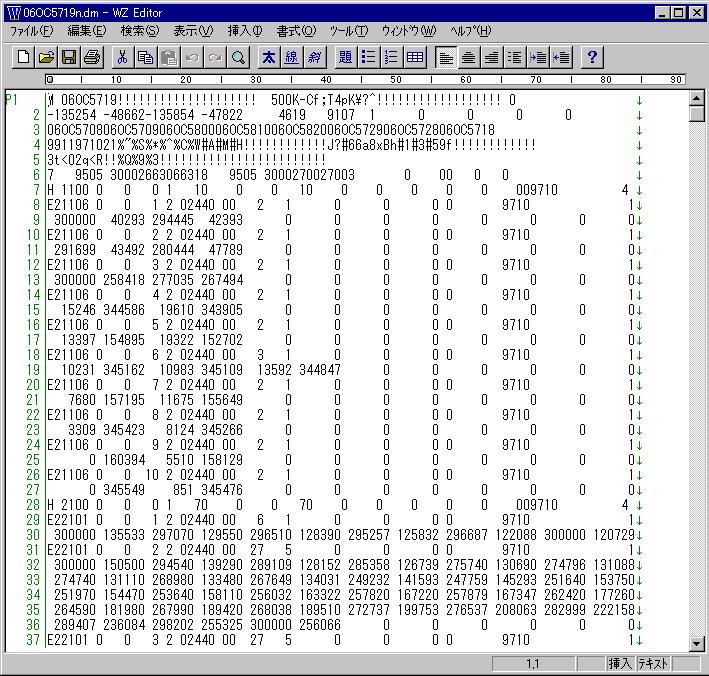 06OC5719n.dm - WZ Editor
ﾌｧｲﾙ(F) 編集(E) 検索(S) 表示(V) 挿入(I) 書式(O) ﾂｰﾙ(T) ｳｨﾝﾄﾞｳ(W) ﾍﾙﾌﾟ(H)
太 線 斜 題 ?
0 10 20 30 40 50 60 70 80 90
P1 M 06OC5719!!!!!!!!!!!!!!!!!!!! 500K-Cf;T4pK¥?^!!!!!!!!!!!!!!!!!! 0 ↓
2 -135254 -48662-135854 -47822 4619 9107 1 0 0 0 0 ↓
3 06OC570806OC570906OC580006OC581006OC582006OC572906OC572806OC5718 ↓
4 9911971021%~%S%*%^%C%W#A#M#H!!!!!!!!!!!!J?#66a8xBh#1#3#59f!!!!!!!!!!!! ↓
5 3t<O2q<R!!%Q%9%3!!!!!!!!!!!!!!!!!!!!!!!! ↓
6 7 9505 30002663066318 9505 3000270027003 0 00 0 0 ↓
7 H 1100 0 0 0 1 10 0 0 10 0 0 0 0 0 009710 4↓
8 E21106 0 0 1 2 02440 00 2 1 0 0 0 0 9710 1↓
9 300000 40293 294445 42393 0 0 0 0 0 0 0 0↓
10 E21106 0 0 2 2 02440 00 2 1 0 0 0 0 9710 1↓
11 291699 43492 280444 47789 0 0 0 0 0 0 0 0↓
12 E21106 0 0 3 2 02440 00 2 1 0 0 0 0 9710 1↓
13 300000 258418 277035 267494 0 0 0 0 0 0 0 0↓
14 E21106 0 0 4 2 02440 00 2 1 0 0 0 0 9710 1↓
15 15246 344586 19610 343905 0 0 0 0 0 0 0 0↓
16 E21106 0 0 5 2 02440 00 2 1 0 0 0 0 9710 1↓
17 13397 154895 19322 152702 0 0 0 0 0 0 0 0↓
18 E21106 0 0 6 2 02440 00 3 1 0 0 0 0 9710 1↓
19 10231 345162 10983 345109 13592 344847 0 0 0 0 0 0↓
20 E21106 0 0 7 2 02440 00 2 1 0 0 0 0 9710 1↓
21 7680 157195 11675 155649 0 0 0 0 0 0 0 0↓
22 E21106 0 0 8 2 02440 00 2 1 0 0 0 0 9710 1↓
23 3309 345423 8124 345266 0 0 0 0 0 0 0 0↓
24 E21106 0 0 9 2 02440 00 2 1 0 0 0 0 9710 1↓
25 0 160394 5510 158129 0 0 0 0 0 0 0 0↓
26 E21106 0 0 10 2 02440 00 2 1 0 0 0 0 9710 1↓
27 0 345549 851 345476 0 0 0 0 0 0 0 0↓
28 H 2100 0 0 0 1 70 0 0 70 0 0 0 0 0 009710 4↓
29 E22101 0 0 1 2 02440 00 6 1 0 0 0 0 9710 1↓
30 300000 135533 297070 129550 296510 128390 295257 125832 296687 122088 300000 120729↓
31 E22101 0 0 2 2 02440 00 27 5 0 0 0 0 9710 1↓
32 300000 150500 294540 139290 289109 128152 285358 126739 275740 130690 274796 131088↓
33 274740 131110 268980 133480 267649 134031 249232 141593 247759 145293 251640 153750↓
34 251970 154470 253640 158110 256032 163322 257820 167220 257879 167347 262420 177260↓
35 264590 181980 267990 189420 268038 189510 272737 199753 276537 208063 282999 222158↓
36 289407 236084 298202 255325 300000 256066 0 0 0 0 0 0↓
37 E22101 0 0 3 2 02440 00 27 5 0 0 0 0 9710 1↓
1,1 挿入 ﾃｷｽﾄ